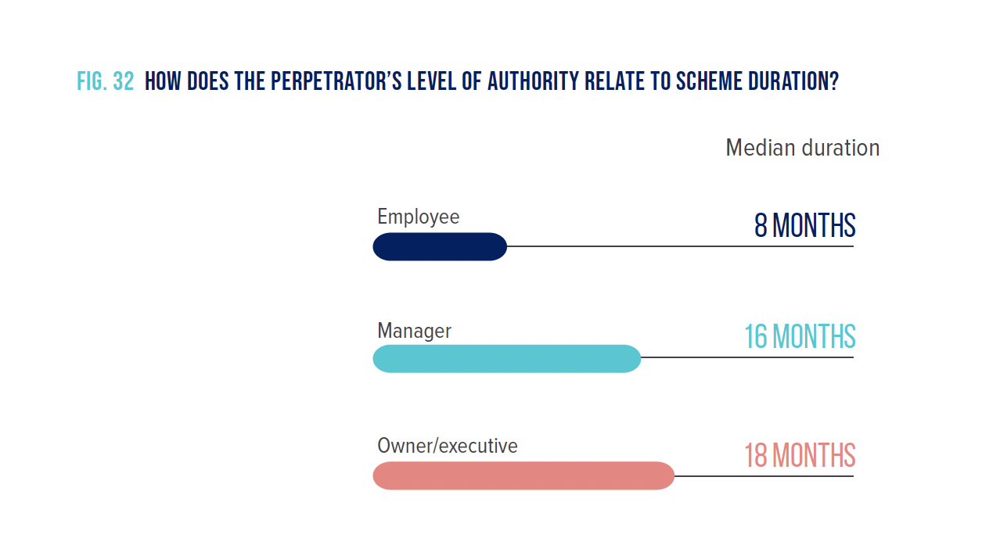 FIG. 32 HOW DOES THE PERPETRATOR’S LEVEL OF AUTHORITY RELATE TO SCHEME DURATION?
Median duration
Employee
8 MONTHS
Manager
16 MONTHS
Owner/executive
18 MONTHS